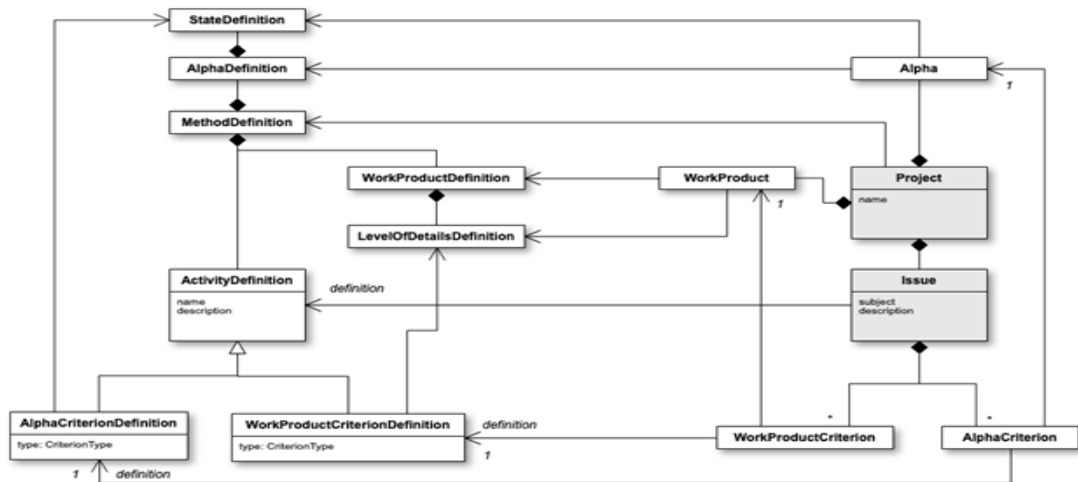 StateDefinition
AlphaDefinition
Alpha
1
MethodDefinition
WorkProductDefinition
WorkProduct
1
Project
name
LevelOfDetailsDefinition
ActivityDefinition
name
description
definition
Issue
subject
description
AlphaCriterionDefinition
type: CriterionType
1
definition
WorkProductCriterionDefinition
type: CriterionType
definition
1
*
WorkProductCriterion
*
AlphaCriterion